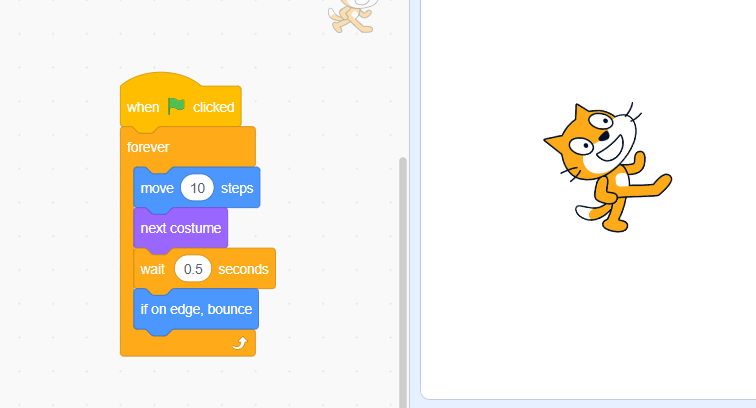 when clicked
forever
move 10 steps
next costume
wait 0.5 seconds
if on edge, bounce